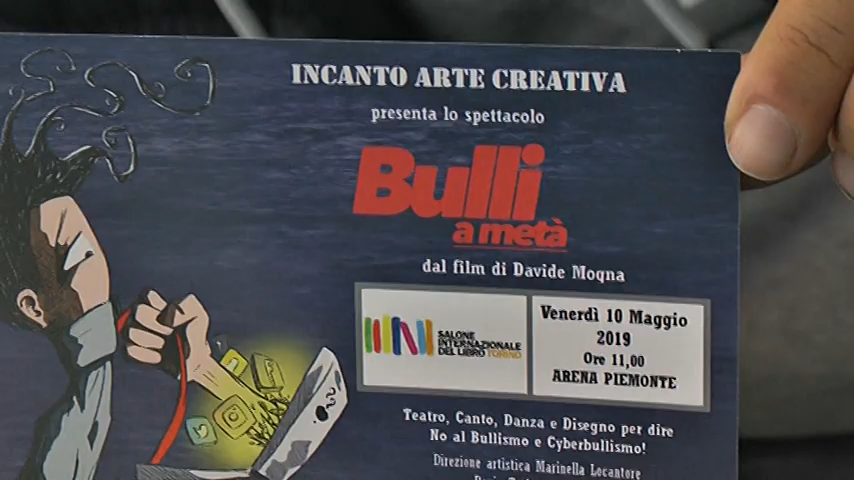 INCANTO ARTE CREATIVA
presenta lo spettacolo
Bulli
a metà
dal film di Davide Mogna
SALONE
INTERNAZIONALE
DEL LIBRO TORINO
Venerdì 10 Maggio
2019
Ore 11,00
ARENA PIEMONTE
Teatro, Canto, Danza e Disegno per dire
No al Bullismo e Cyberbullismo!
Direzione artistica Marinella Locantore